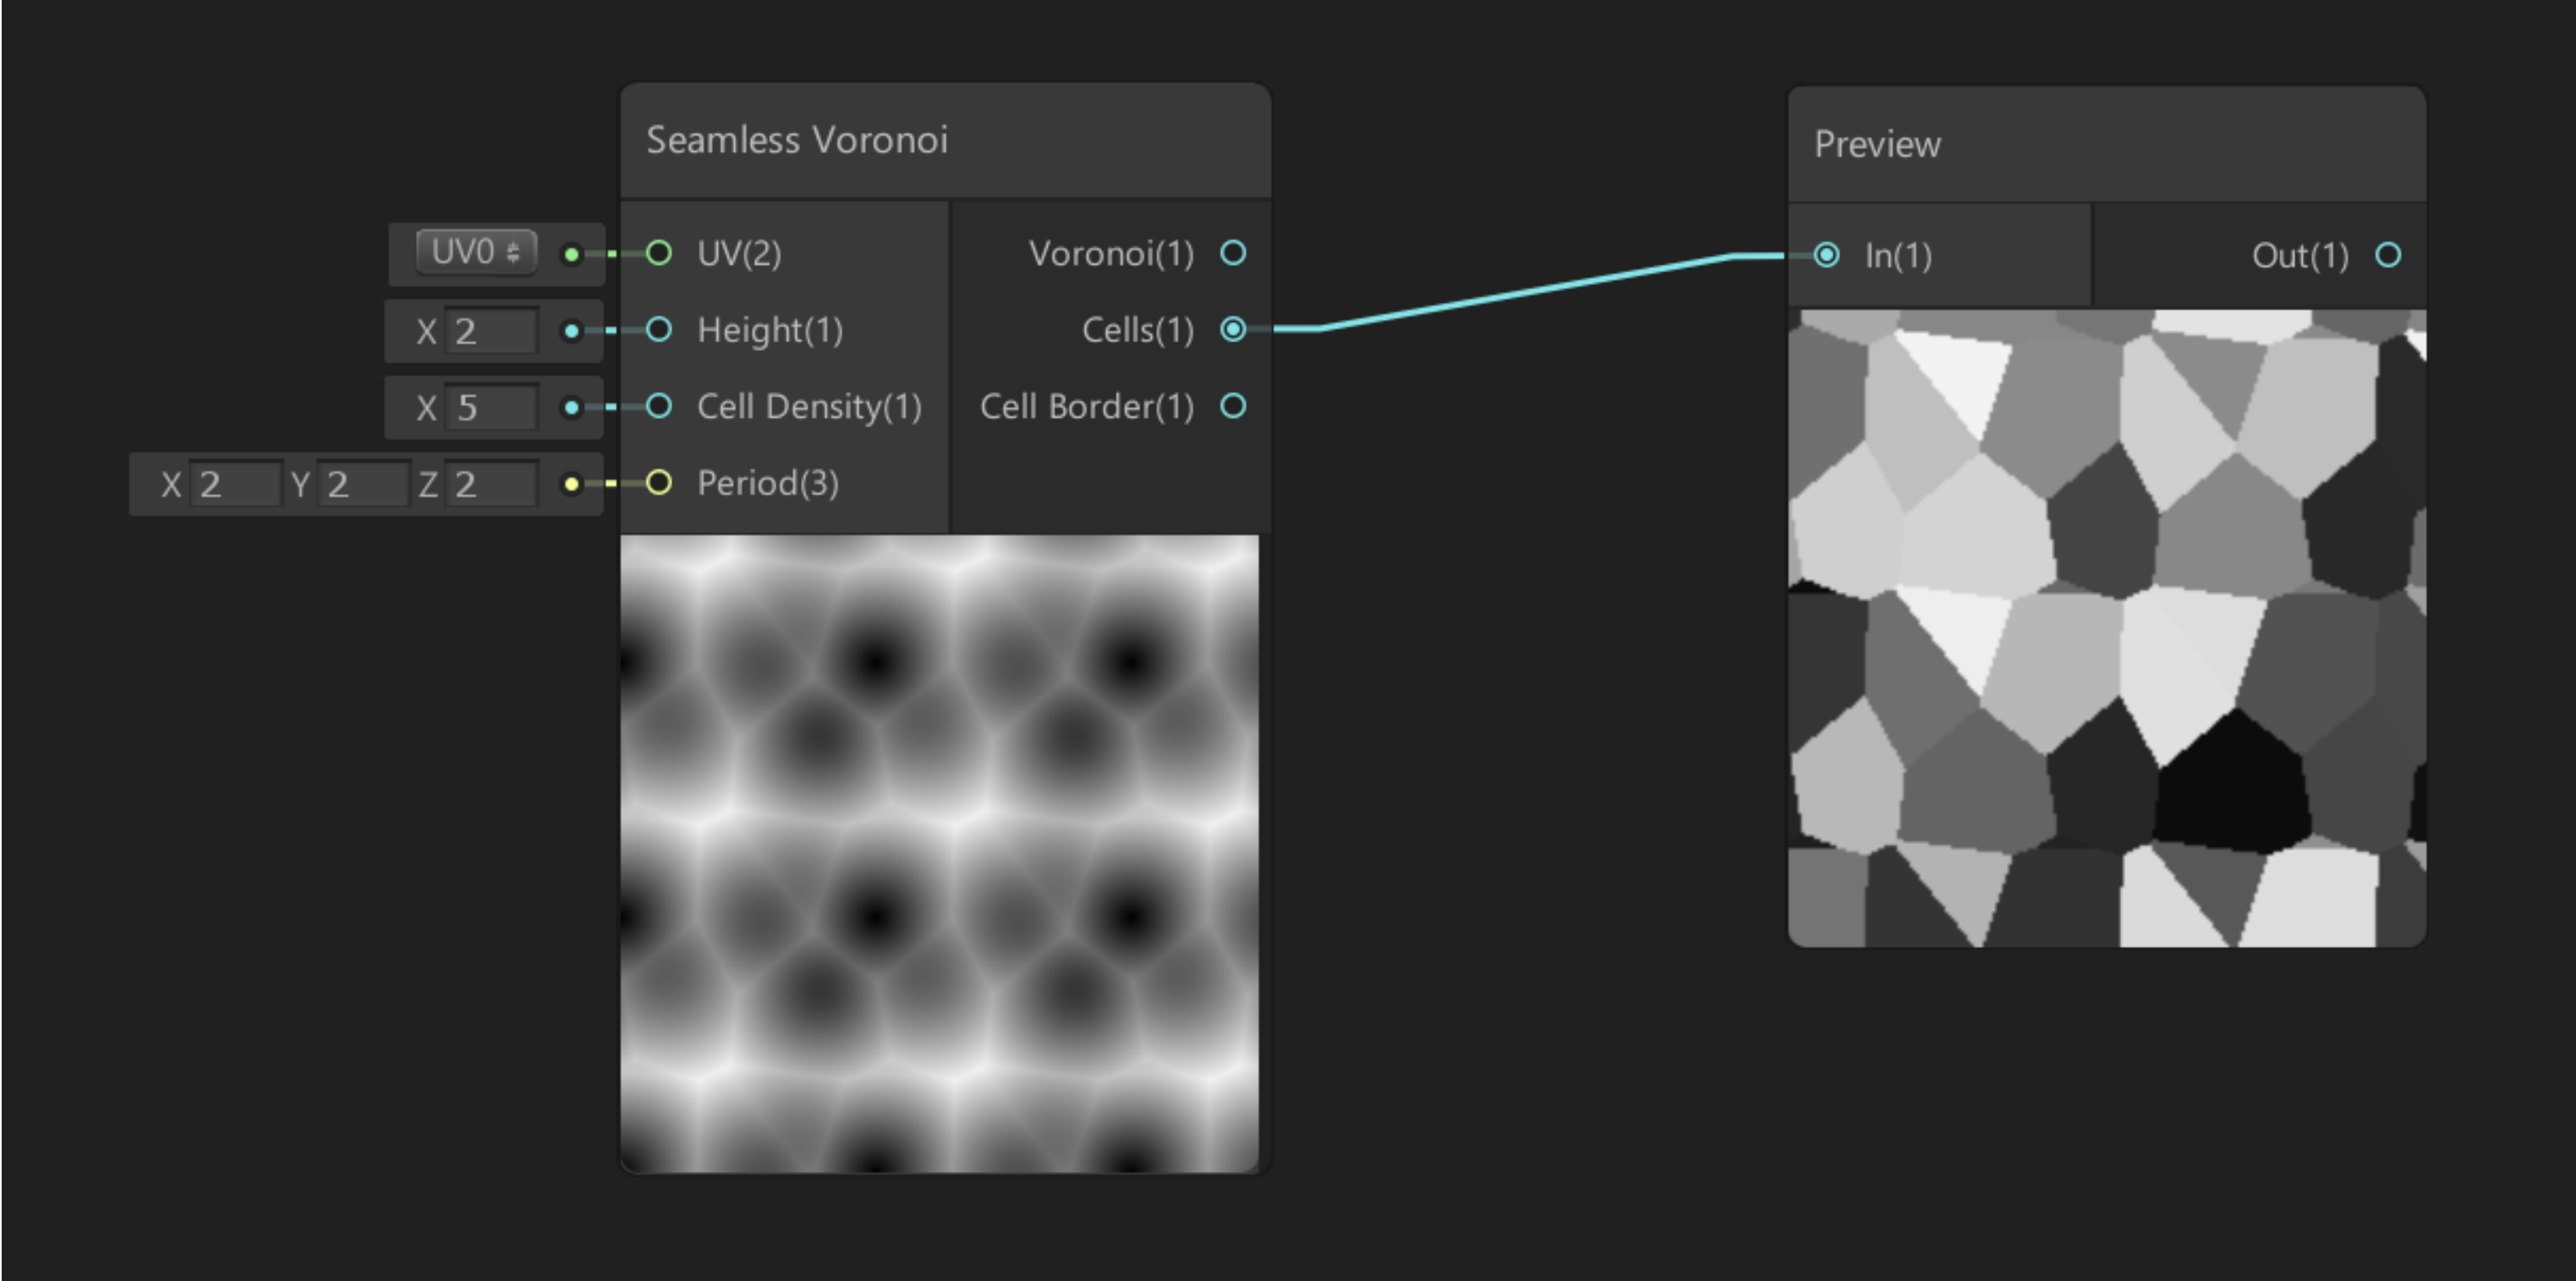 Seamless Voronoi
UV0 UV(2) Voronoi(1)
X 2 Height(1) Cells(1)
X 5 Cell Density(1) Cell Border(1)
X 2 Y 2 Z 2 Period(3)
Preview
In(1) Out(1)